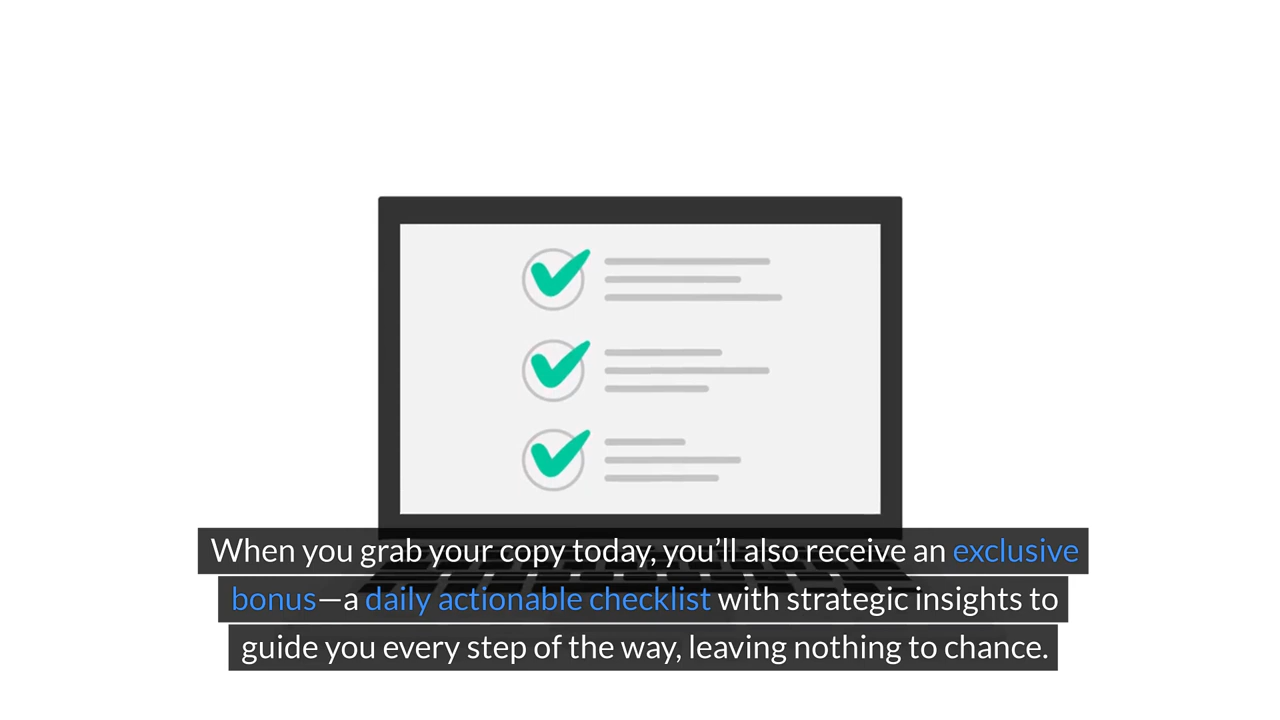 When you grab your copy today, you’ll also receive an exclusive
bonus—a daily actionable checklist with strategic insights to
guide you every step of the way, leaving nothing to chance.